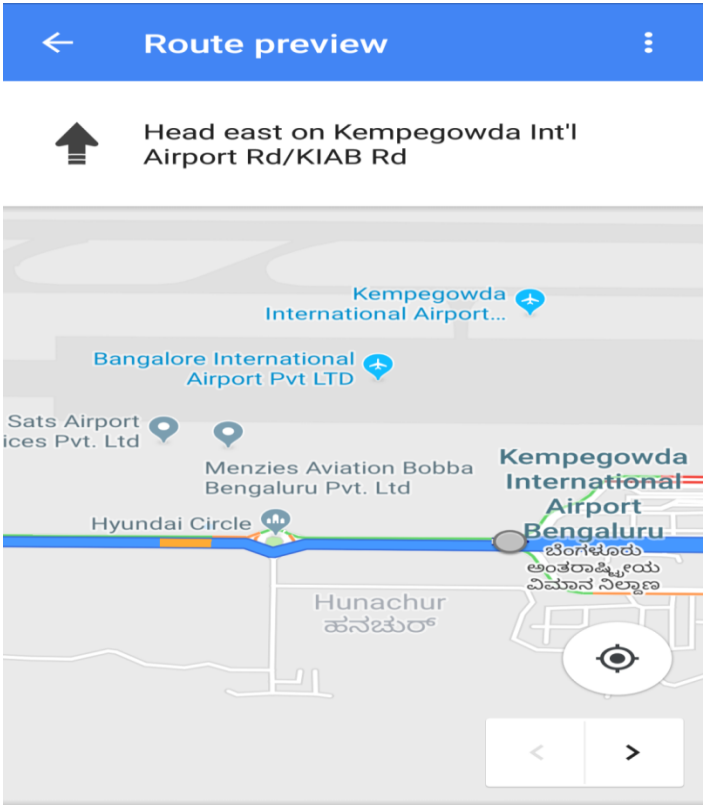 Route preview
Head east on Kempegowda Int'l
Airport Rd/KIAB Rd
Kempegowda
International Airport...
Bangalore International
Airport Pvt LTD
Sats Airport
ices Pvt. Ltd
Menzies Aviation Bobba
Bengaluru Pvt. Ltd
Kempegowda
International
Airport
Bengaluru
ಬೆಂಗಳೂರು
ಅಂತರಾಷ್ಟ್ರೀಯ
ವಿಮಾನ ನಿಲ್ದಾಣ
Hyundai Circle
Hunachur
ಹನಚುರ್